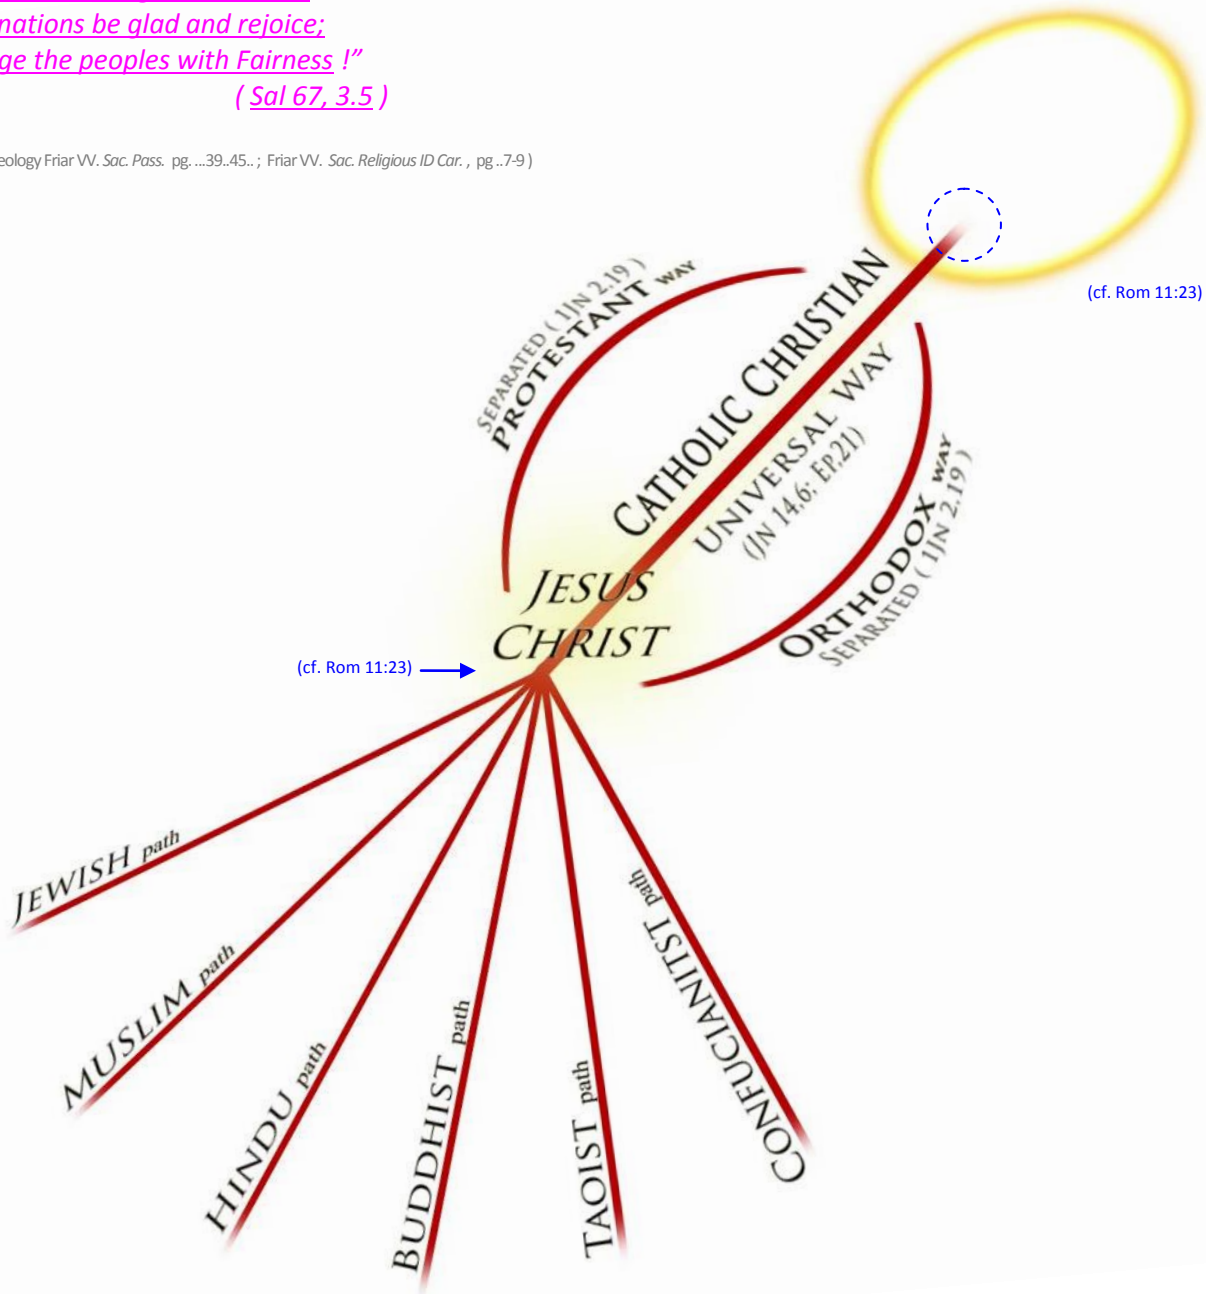 nations be glad and rejoice;
ge the peoples with Fairness !”
( Sal 67, 3.5 )
eology Friar VV. Sac. Pass. pg. ...39..45.. ; Friar VV. Sac. Religious ID Car. , pg ..7-9 )
(cf. Rom 11:23)
SEPARATED ( 1JN 2,19 )
PROTESTANT WAY
CATHOLIC CHRISTIAN
UNIVERSAL WAY
(JN 14,6; EP,21)
ORTHODOX WAY
SEPARATED ( 1JN 2,19 )
JESUS
CHRIST
(cf. Rom 11:23)
JEWISH path
MUSLIM path
HINDU path
BUDDHIST path
TAOIST path
CONFUCIANITST path